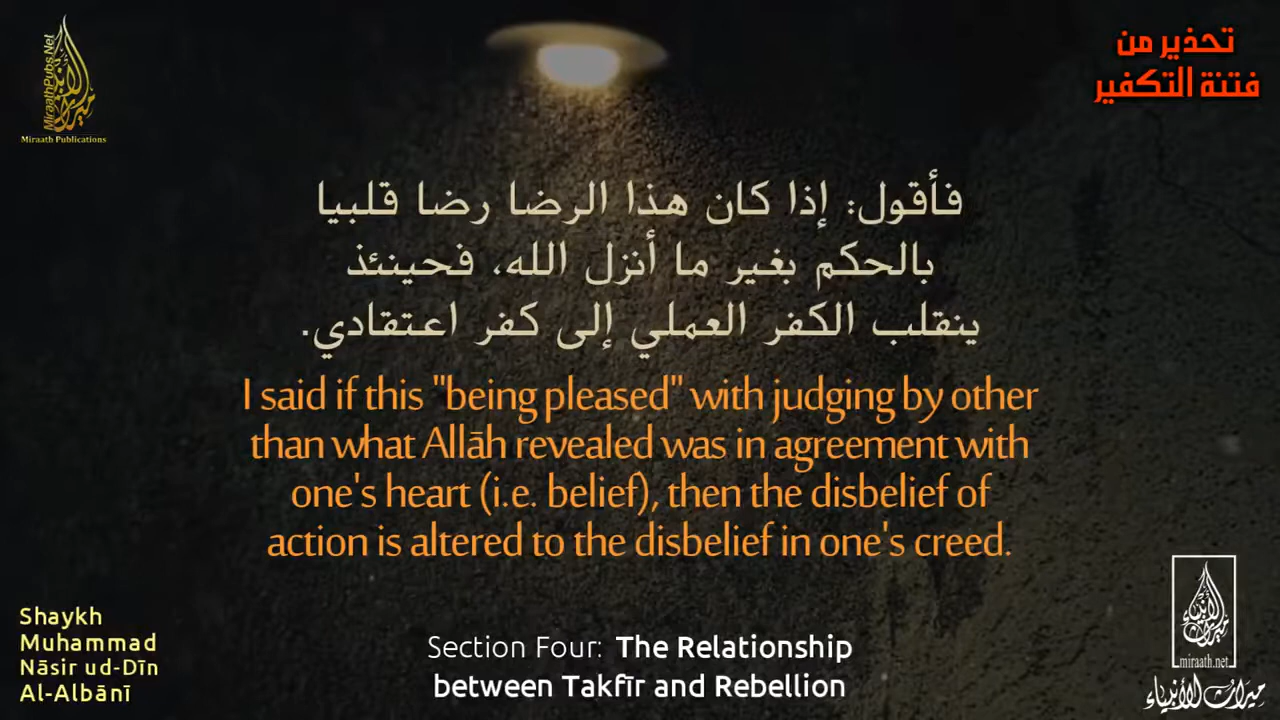 MiraathPubs.Net
ميراث الأنبياء
Miraath Publications
تحذير من
فتنة التكفير
فأقول: إذا كان هذا الرضا رضا قلبيا
بالحكم بغير ما أنزل الله، فحينئذ
ينقلب الكفر العملي إلى كفر اعتقادي.
I said if this "being pleased" with judging by other
than what Allāh revealed was in agreement with
one's heart (i.e. belief), then the disbelief of
action is altered to the disbelief in one's creed.
Shaykh
Muhammad
Nāsir ud-Dīn
Al-Albānī
Section Four: The Relationship
between Takfīr and Rebellion
ميراث الأنبياء
miraath.net
ميراث الأنبياء